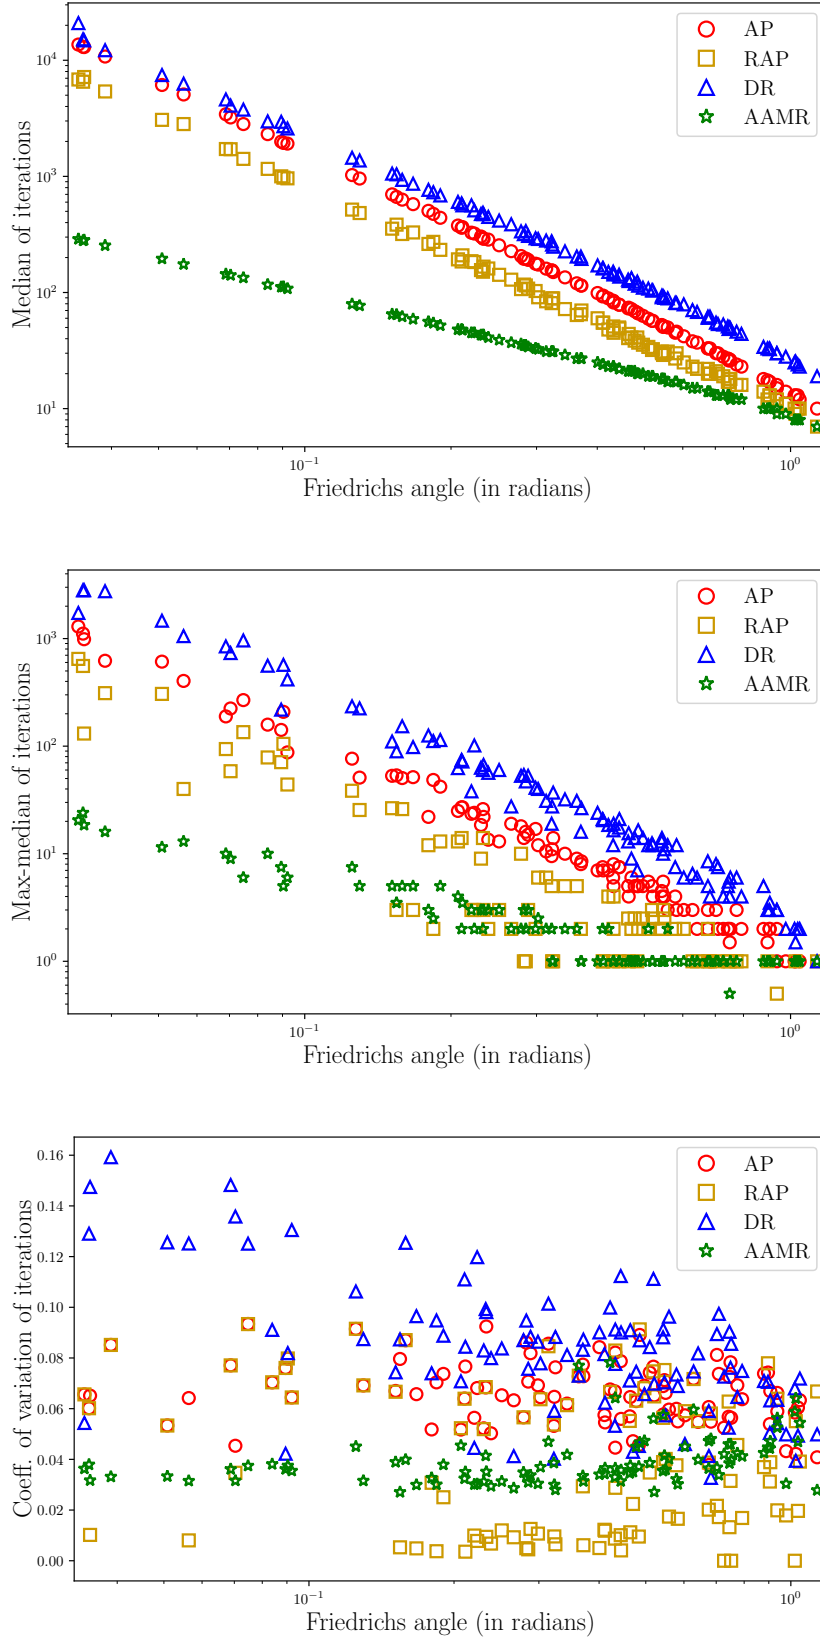 10^4
10^3
10^2
10^1
Median of iterations
AP
RAP
DR
AAMR
10^{-1}
10^0
Friedrichs angle (in radians)
10^3
10^2
10^1
10^0
Max-median of iterations
AP
RAP
DR
AAMR
10^{-1}
10^0
Friedrichs angle (in radians)
0.16
0.14
0.12
0.10
0.08
0.06
0.04
0.02
0.00
Coeff. of variation of iterations
AP
RAP
DR
AAMR
10^{-1}
10^0
Friedrichs angle (in radians)